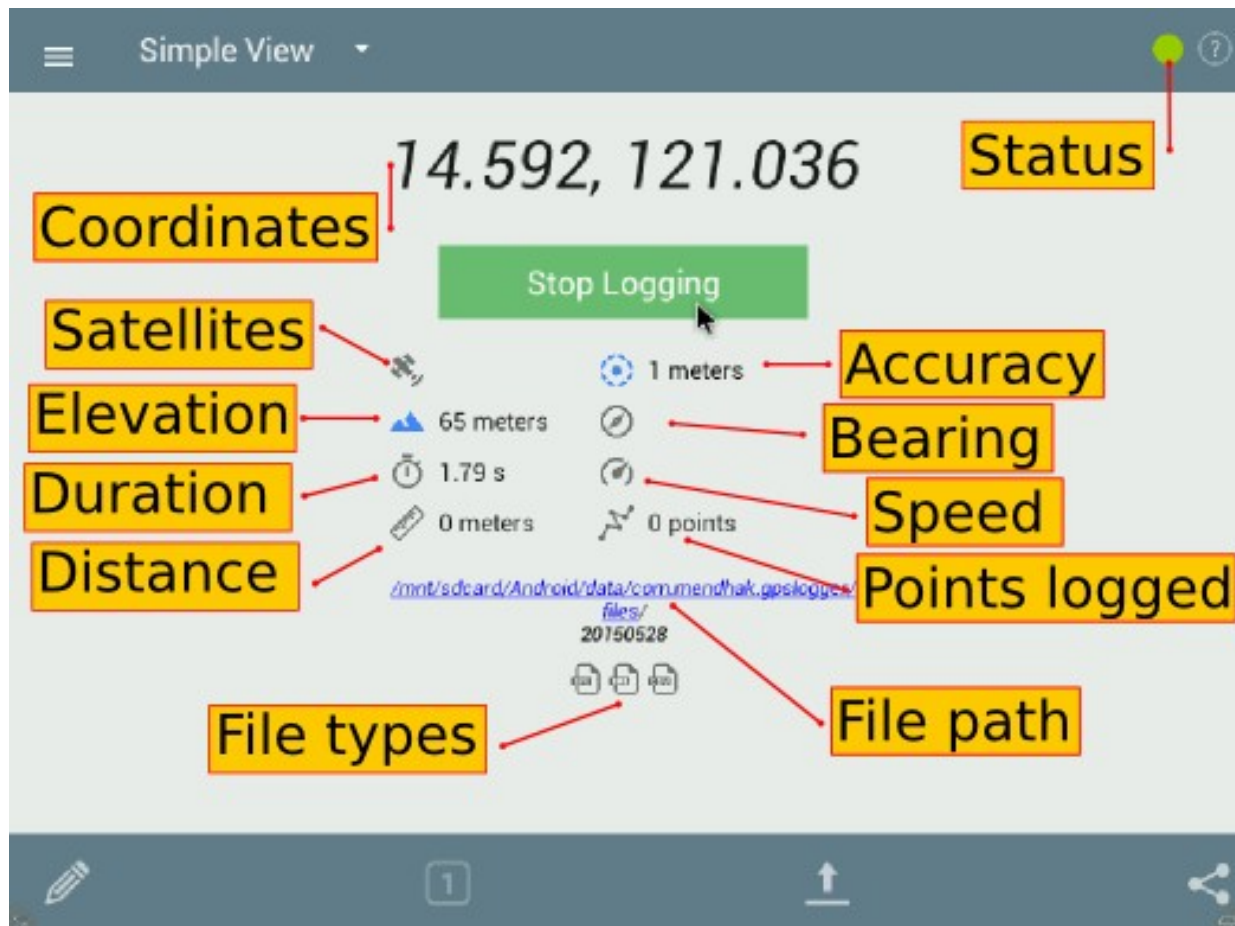 Simple View
?
14.592, 121.036
Status
Coordinates
Stop Logging
Satellites
1 meters
Accuracy
Elevation
65 meters
Bearing
Duration
1.79 s
Speed
Distance
0 meters
0 points
Points logged
/mnt/sdcard/Android/data/com.mendhak.gpslogger/
files/
20150528
File types
File path
1